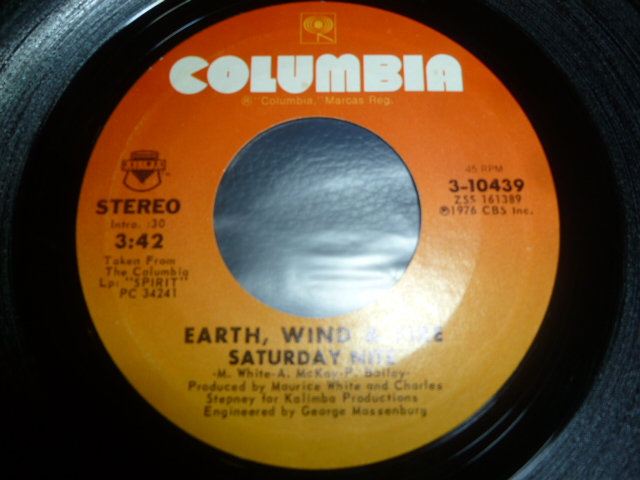 COLUMBIA
® "Columbia," Marcas Reg.
STEREO
Intro. :30
3:42
Taken From
The Columbia
Lp: "SPIRIT"
PC 34241
45 RPM
3-10439
ZSS 161389
℗1976 CBS Inc.
EARTH, WIND & FIRE
SATURDAY NITE
-M. White-A. McKay-P. Bailey-
Produced by Maurice White and Charles
Stepney for Kalimba Productions
Engineered by George Massenburg